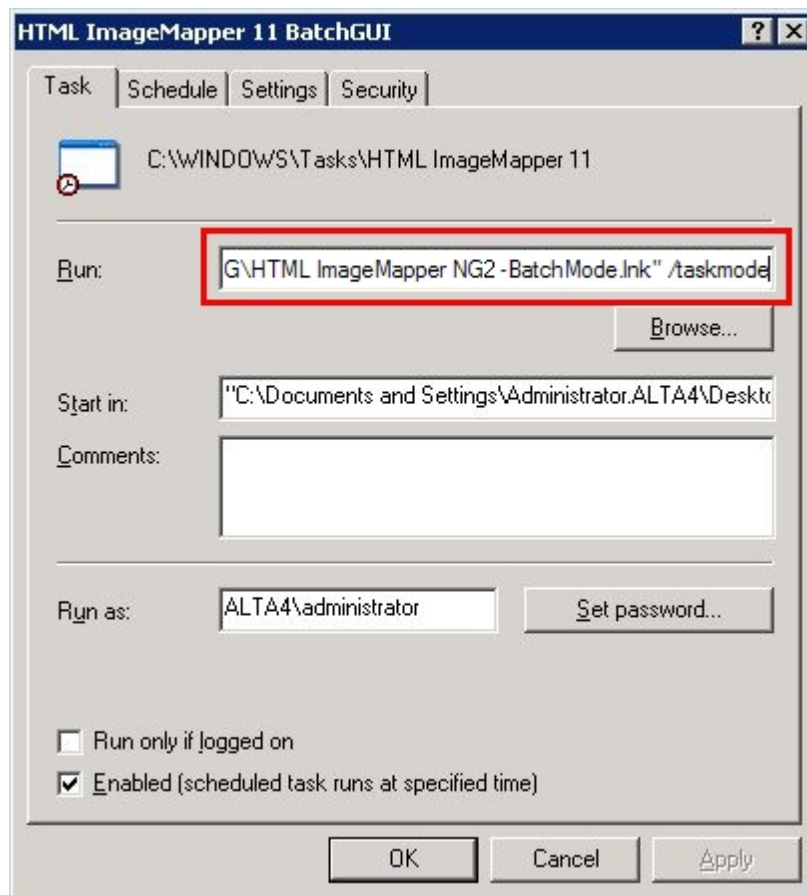 HTML ImageMapper 11 BatchGUI
Task Schedule Settings Security
C:\WINDOWS\Tasks\HTML ImageMapper 11
Run: G\HTML ImageMapper NG2 -BatchMode.lnk" /taskmode
Browse...
Start in: "C:\Documents and Settings\Administrator.ALTA4\Deskto
Comments:
Run as: ALTA4\administrator Set password...
Run only if logged on
Enabled (scheduled task runs at specified time)
OK Cancel Apply